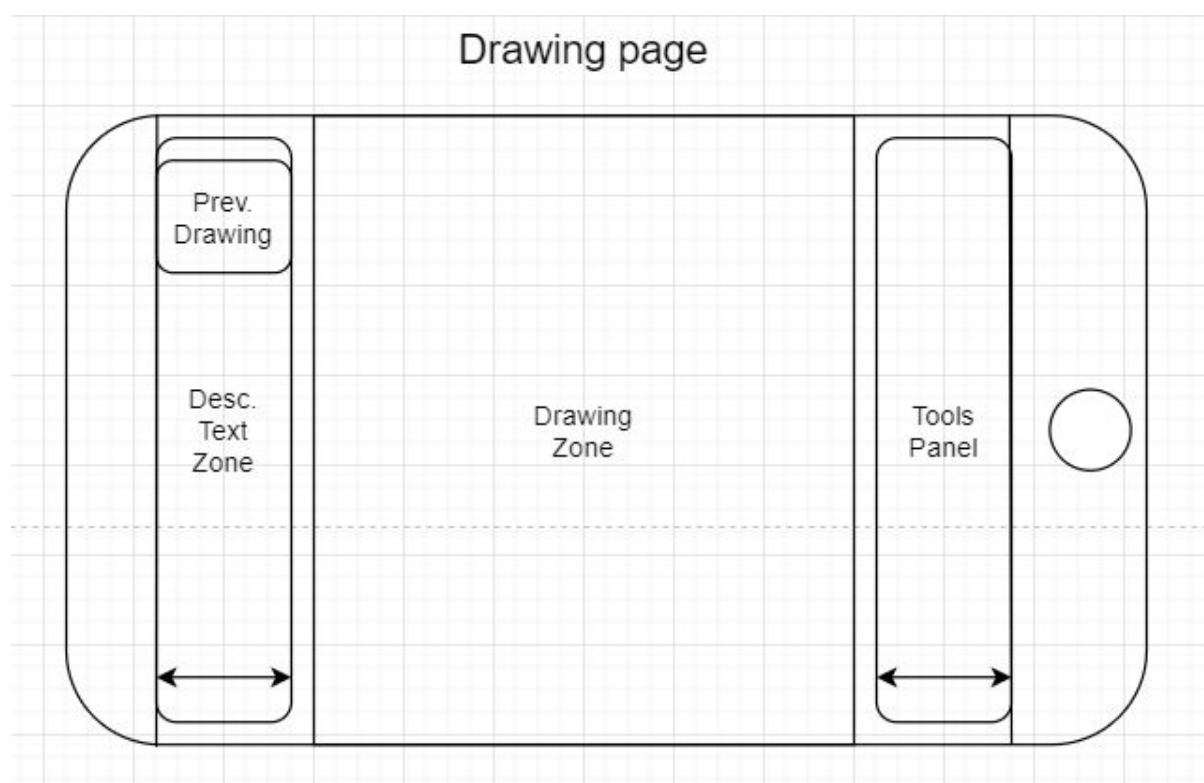 Drawing page
Prev.
Drawing
Desc.
Text
Zone
Drawing
Zone
Tools
Panel